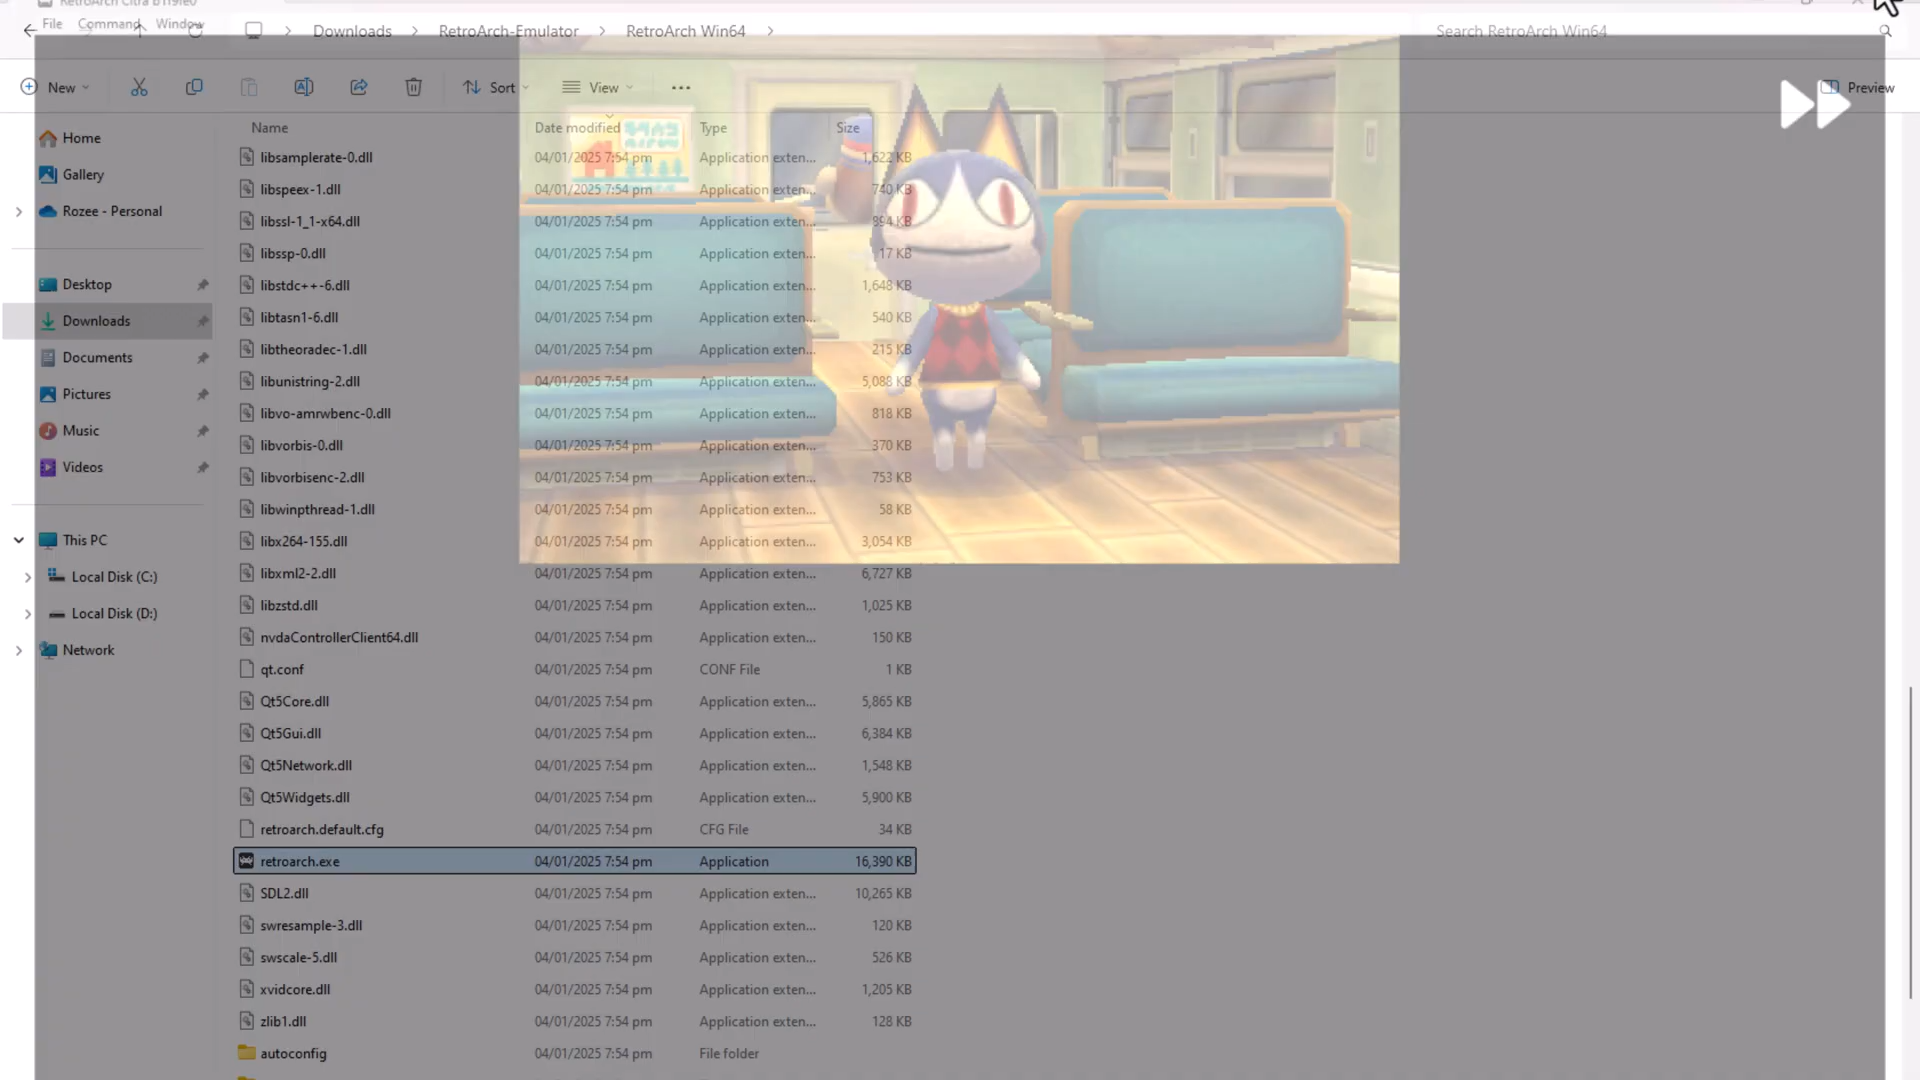 RetroArch Citra b1f9fe0
File Command Window
Downloads RetroArch-Emulator RetroArch Win64 Search RetroArch Win64
New Sort View Preview
Name Date modified Type Size
Home
Gallery
Rozee - Personal
Desktop
Downloads
Documents
Pictures
Music
Videos
This PC
Local Disk (C:)
Local Disk (D:)
Network
libsamplerate-0.dll 04/01/2025 7:54 pm Application exten... 1,622 KB
libspeex-1.dll 04/01/2025 7:54 pm Application exten... 740 KB
libssl-1_1-x64.dll 04/01/2025 7:54 pm Application exten... 894 KB
libssp-0.dll 04/01/2025 7:54 pm Application exten... 17 KB
libstdc++-6.dll 04/01/2025 7:54 pm Application exten... 1,648 KB
libtasn1-6.dll 04/01/2025 7:54 pm Application exten... 540 KB
libtheoradec-1.dll 04/01/2025 7:54 pm Application exten... 215 KB
libunistring-2.dll 04/01/2025 7:54 pm Application exten... 5,088 KB
libvo-amrwbenc-0.dll 04/01/2025 7:54 pm Application exten... 818 KB
libvorbis-0.dll 04/01/2025 7:54 pm Application exten... 370 KB
libvorbisenc-2.dll 04/01/2025 7:54 pm Application exten... 753 KB
libwinpthread-1.dll 04/01/2025 7:54 pm Application exten... 58 KB
libx264-155.dll 04/01/2025 7:54 pm Application exten... 3,054 KB
libxml2-2.dll 04/01/2025 7:54 pm Application exten... 6,727 KB
libzstd.dll 04/01/2025 7:54 pm Application exten... 1,025 KB
nvdaControllerClient64.dll 04/01/2025 7:54 pm Application exten... 150 KB
qt.conf 04/01/2025 7:54 pm CONF File 1 KB
Qt5Core.dll 04/01/2025 7:54 pm Application exten... 5,865 KB
Qt5Gui.dll 04/01/2025 7:54 pm Application exten... 6,384 KB
Qt5Network.dll 04/01/2025 7:54 pm Application exten... 1,548 KB
Qt5Widgets.dll 04/01/2025 7:54 pm Application exten... 5,900 KB
retroarch.default.cfg 04/01/2025 7:54 pm CFG File 34 KB
retroarch.exe 04/01/2025 7:54 pm Application 16,390 KB
SDL2.dll 04/01/2025 7:54 pm Application exten... 10,265 KB
swresample-3.dll 04/01/2025 7:54 pm Application exten... 120 KB
swscale-5.dll 04/01/2025 7:54 pm Application exten... 526 KB
xvidcore.dll 04/01/2025 7:54 pm Application exten... 1,205 KB
zlib1.dll 04/01/2025 7:54 pm Application exten... 128 KB
autoconfig 04/01/2025 7:54 pm File folder